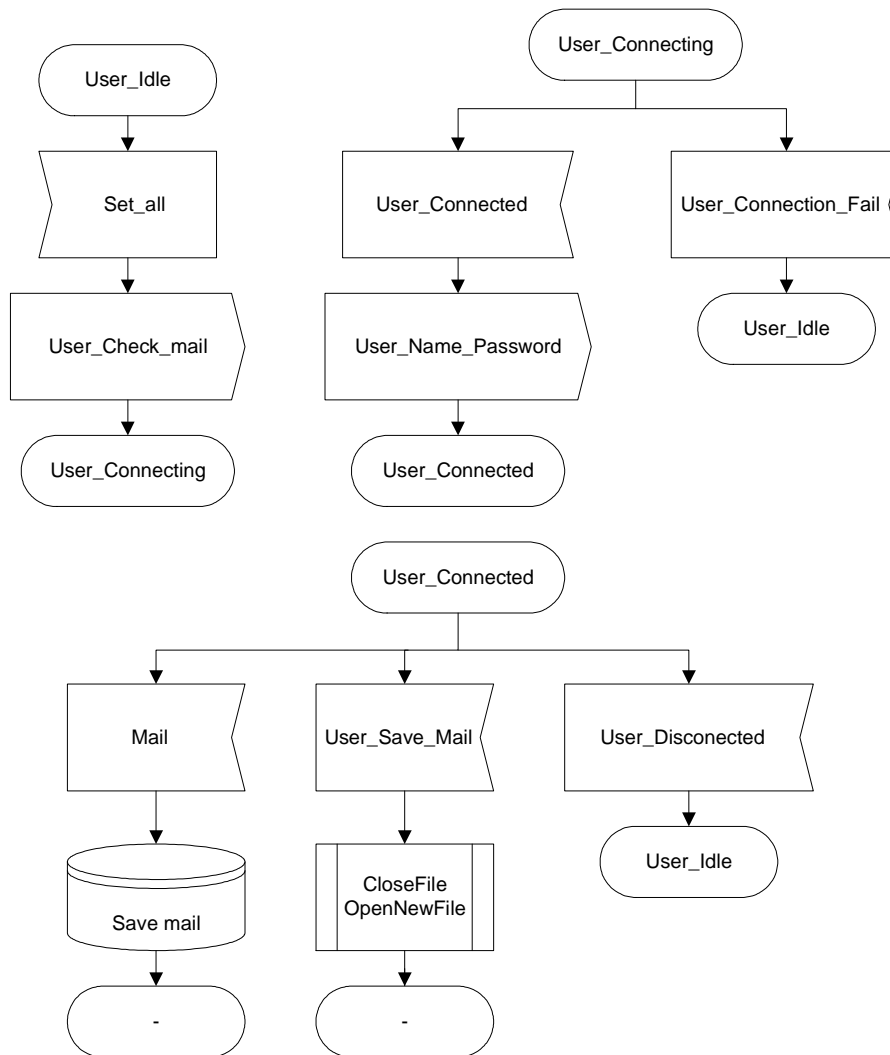 User_Idle
Set_all
User_Check_mail
User_Connecting
User_Connecting
User_Connected
User_Connection_Fail
User_Name_Password
User_Idle
User_Connected
User_Connected
Mail
User_Save_Mail
User_Disconected
Save mail
CloseFile
OpenNewFile
User_Idle
-
-